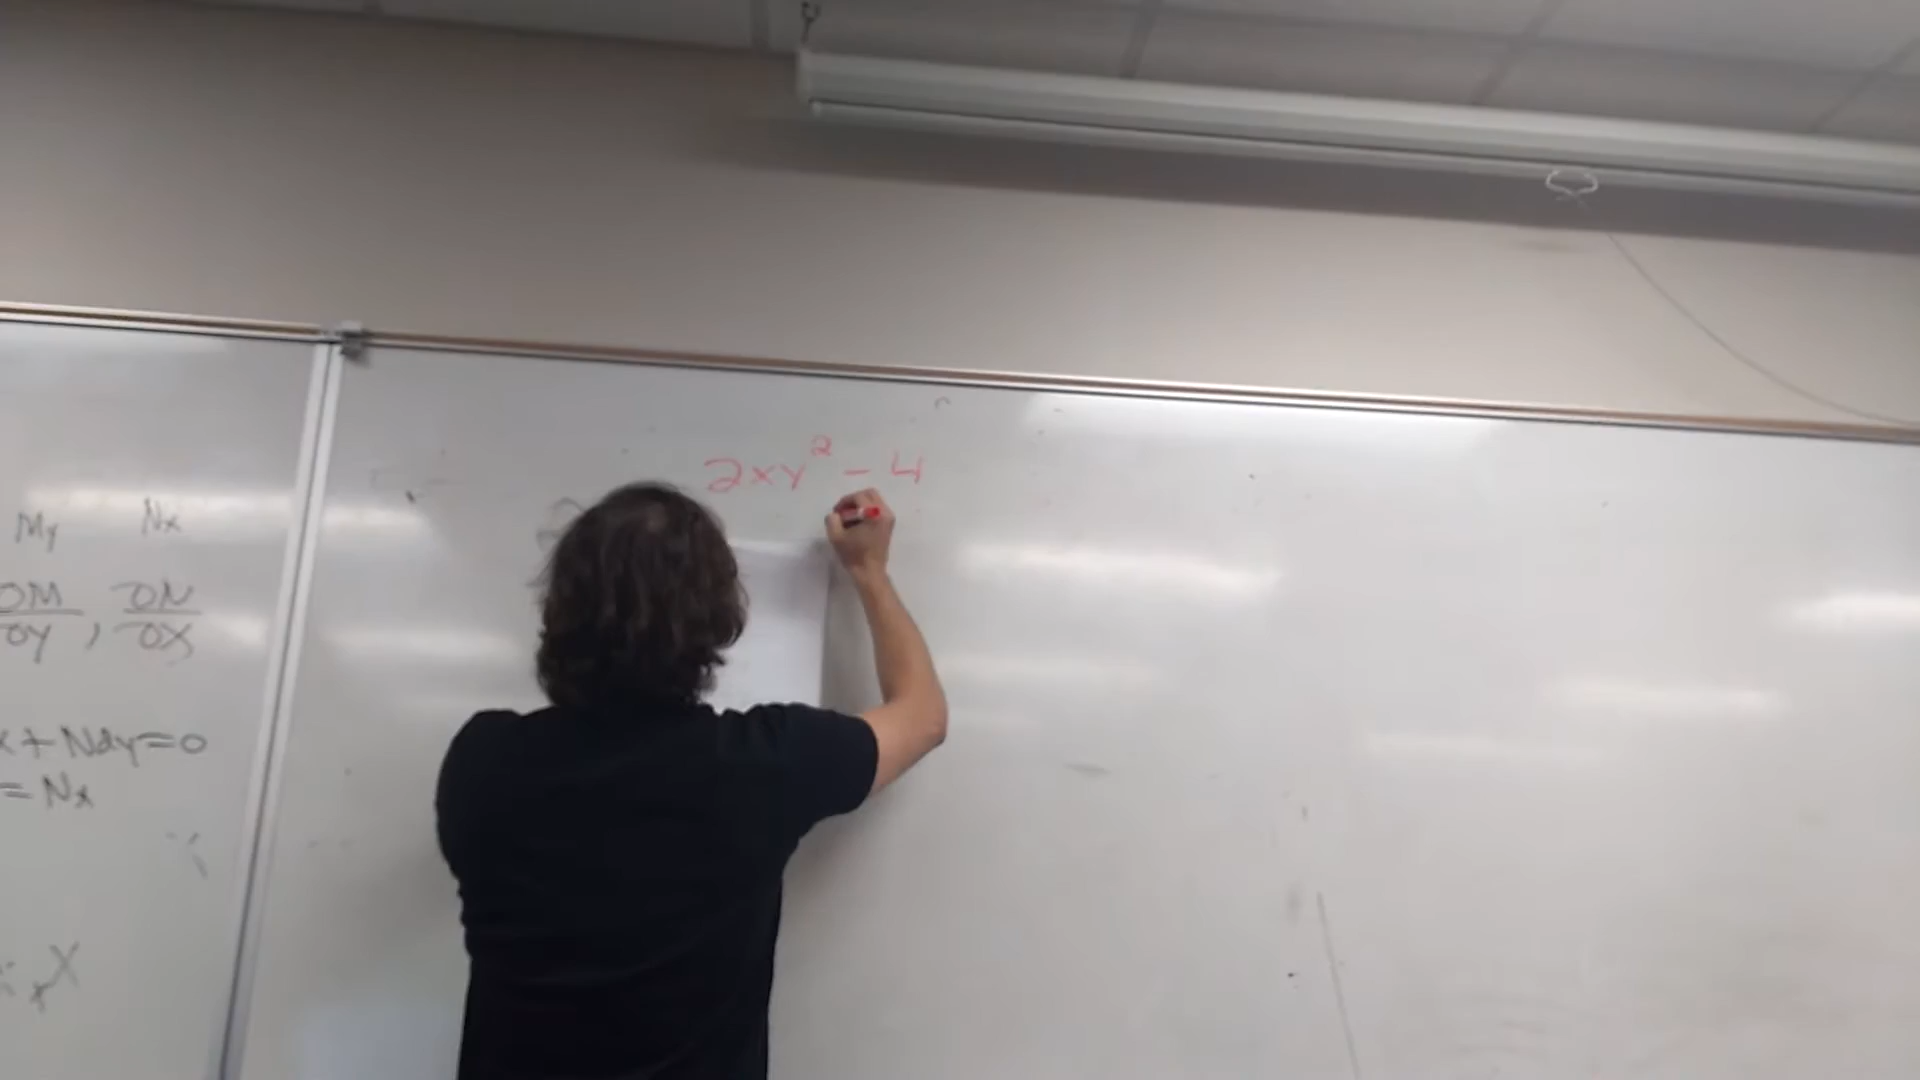 2xy² - 4
My Nx
∂M/∂y , ∂N/∂x
x + Ndy = 0
= Nx